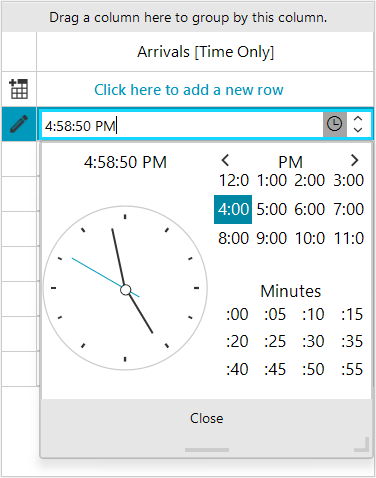 Drag a column here to group by this column.
Arrivals [Time Only]
Click here to add a new row
4:58:50 PM
4:58:50 PM
PM
12:0 1:00 2:00 3:00
4:00 5:00 6:00 7:00
8:00 9:00 10:0 11:0
Minutes
:00 :05 :10 :15
:20 :25 :30 :35
:40 :45 :50 :55
Close